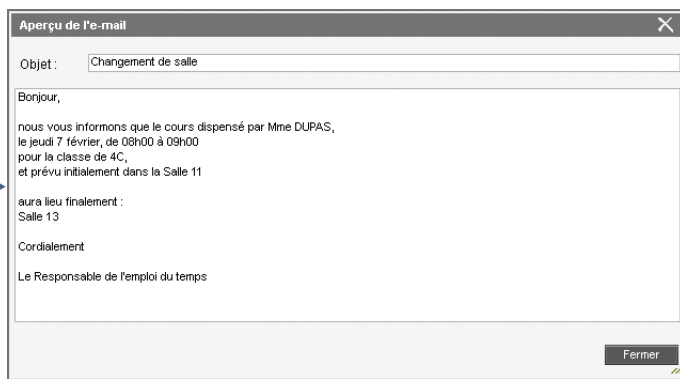 Aperçu de l'e-mail
Objet : Changement de salle
Bonjour,
nous vous informons que le cours dispensé par Mme DUPAS,
le jeudi 7 février, de 08h00 à 09h00
pour la classe de 4C,
et prévu initialement dans la Salle 11
aura lieu finalement :
Salle 13
Cordialement
Le Responsable de l'emploi du temps
Fermer